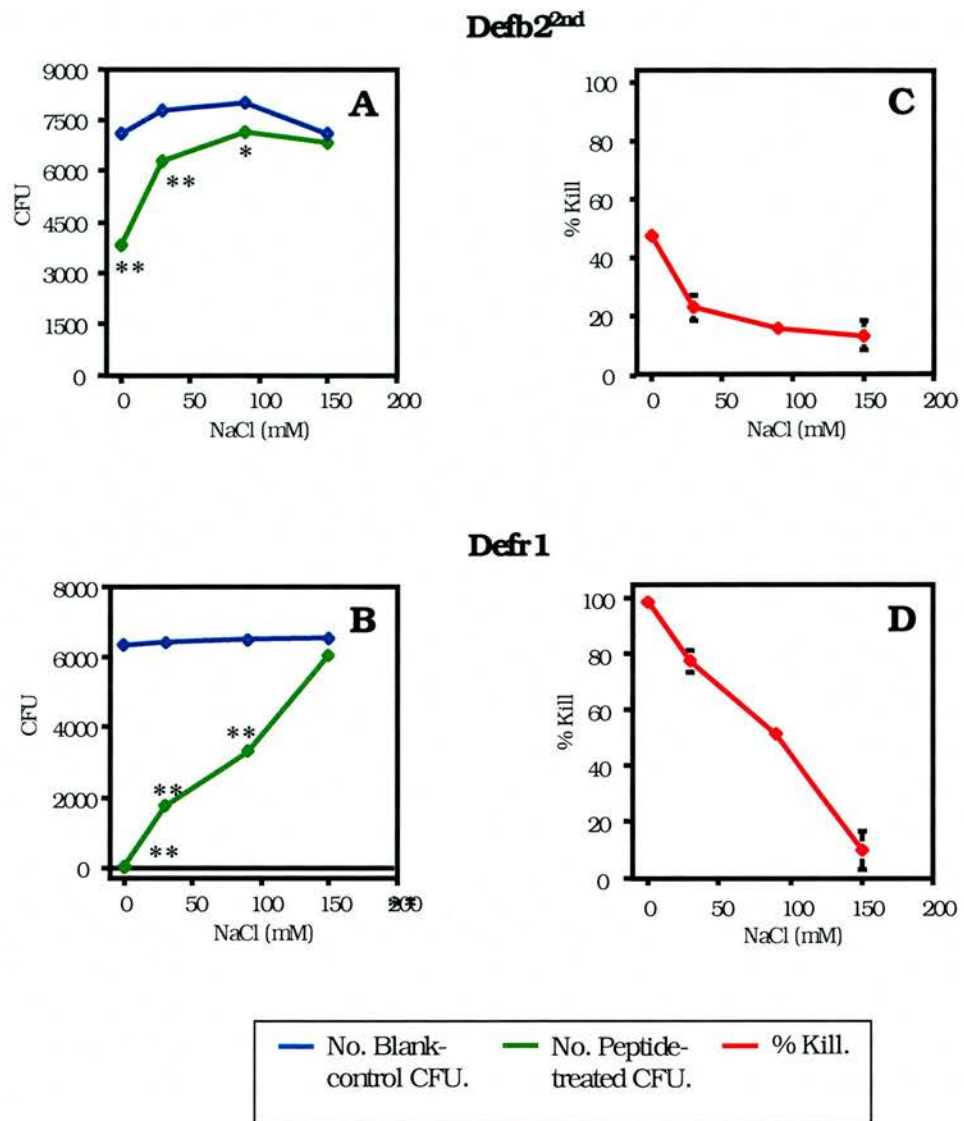 Defb2^2nd
9000
7500
6000
4500
3000
1500
0
CFU
A
**
**
*
0 50 100 150 200
NaCl (mM)
100
80
60
40
20
0
% Kill
C
0 50 100 150 200
NaCl (mM)
Defr1
8000
6000
4000
2000
0
CFU
B
**
**
**
0 50 100 150 200
**
NaCl (mM)
100
80
60
40
20
0
% Kill
D
0 50 100 150 200
NaCl (mM)
No. Blank-
control CFU.
No. Peptide-
treated CFU.
% Kill.